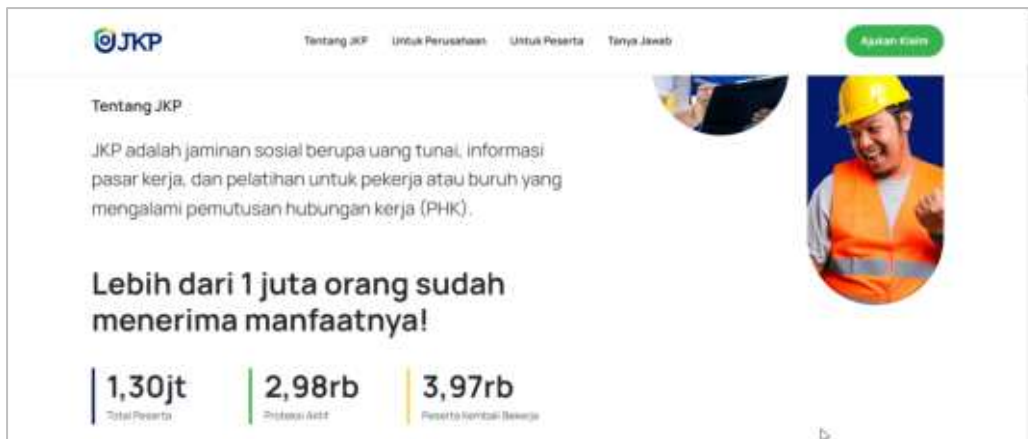 JKP
Tentang JKP Untuk Perusahaan Untuk Peserta Tanya Jawab
Ajukan Klaim
Tentang JKP
JKP adalah jaminan sosial berupa uang tunai, informasi
pasar kerja, dan pelatihan untuk pekerja atau buruh yang
mengalami pemutusan hubungan kerja (PHK).
Lebih dari 1 juta orang sudah
menerima manfaatnya!
1,30jt 2,98rb 3,97rb
Total Peserta Proteksi Aktif Peserta Kembali Bekerja